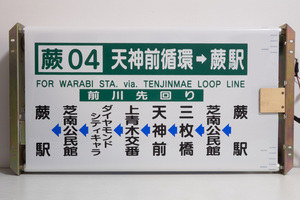 蕨04 天神前循環➡蕨駅
FOR WARABI STA. via. TENJINMAE LOOP LINE
前川先回り
蕨駅
芝南公民館
三枚橋
天神前
上青木交番
ダイヤモンドシティキャラ
芝南公民館
蕨駅